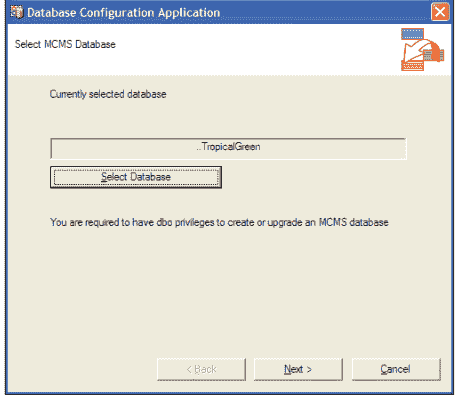 Database Configuration Application
Select MCMS Database
Currently selected database
..TropicalGreen
Select Database
You are required to have dbo privileges to create or upgrade an MCMS database
< Back
Next >
Cancel